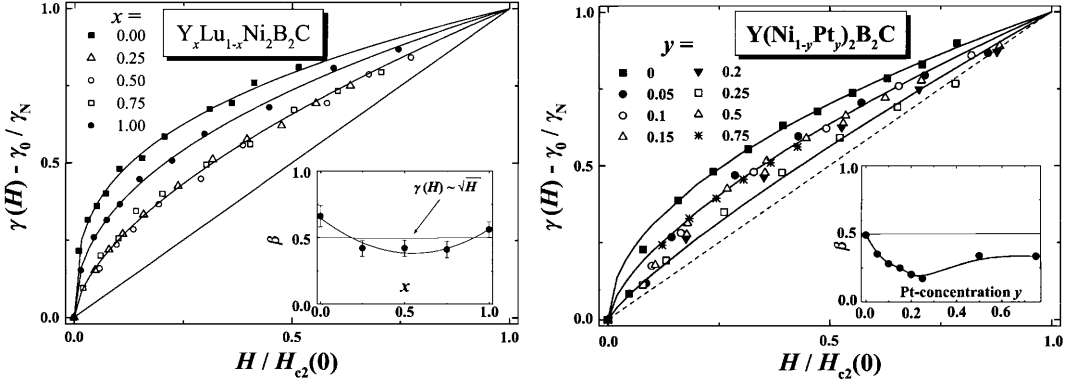 x =
0.00
0.25
0.50
0.75
1.00
YxLu1-xNi2B2C
γ(H) - γ0 / γN
1.0
0.5
0.0
0.0
0.5
1.0
H / Hc2(0)
β
1.0
0.5
0.0
0.0
0.5
1.0
x
γ(H) ~ √H
Y(Ni1-yPty)2B2C
y =
0
0.05
0.1
0.15
0.2
0.25
0.5
0.75
γ(H) - γ0 / γN
1.00
0.5
0.0
0.0
0.5
1.0
H / Hc2(0)
β
1.0
0.5
0.0
0.0
0.2
0.4
0.6
Pt-concentration y